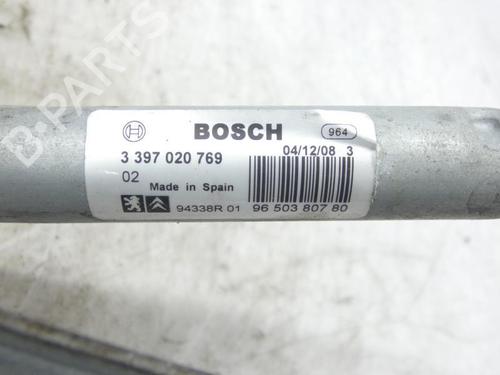 B-PARTS
BOSCH
964
3 397 020 769
04/12/08 3
02
Made in Spain
94338R 01
96 503 807 80